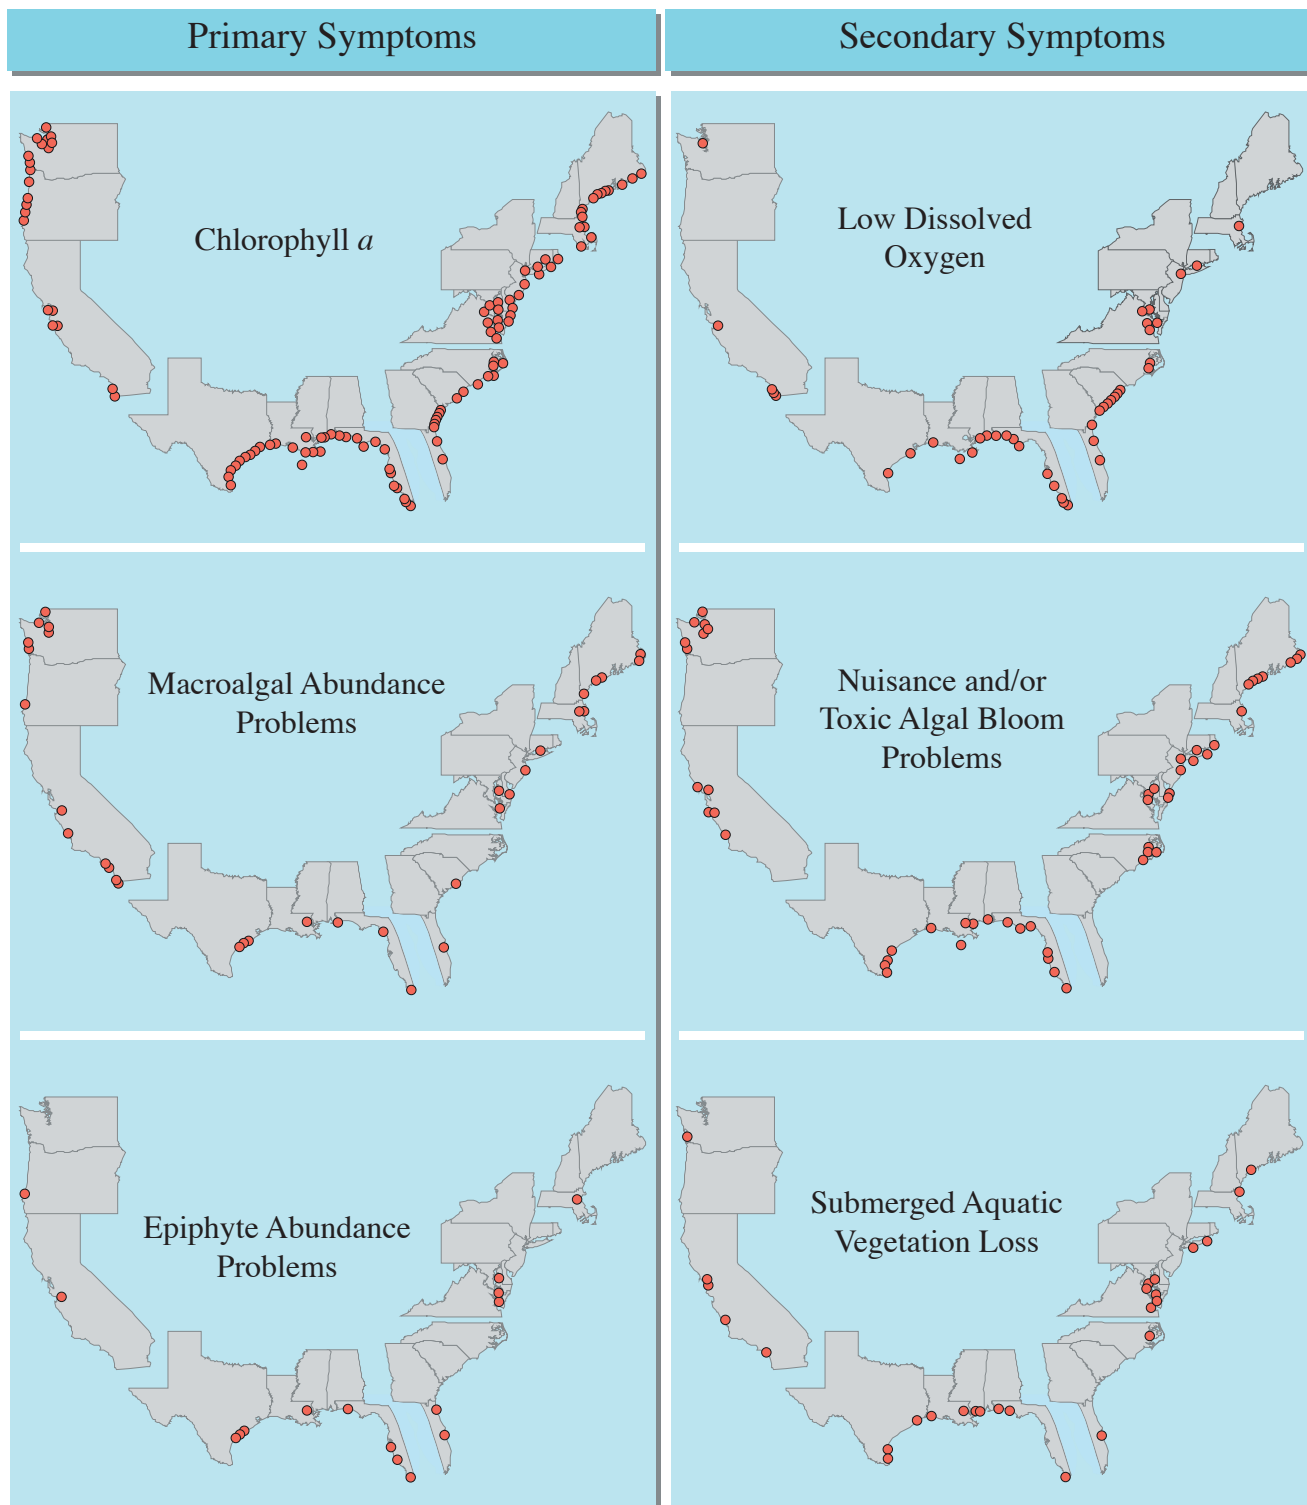 Primary Symptoms
Secondary Symptoms
Chlorophyll a
Low Dissolved
Oxygen
Macroalgal Abundance
Problems
Nuisance and/or
Toxic Algal Bloom
Problems
Epiphyte Abundance
Problems
Submerged Aquatic
Vegetation Loss